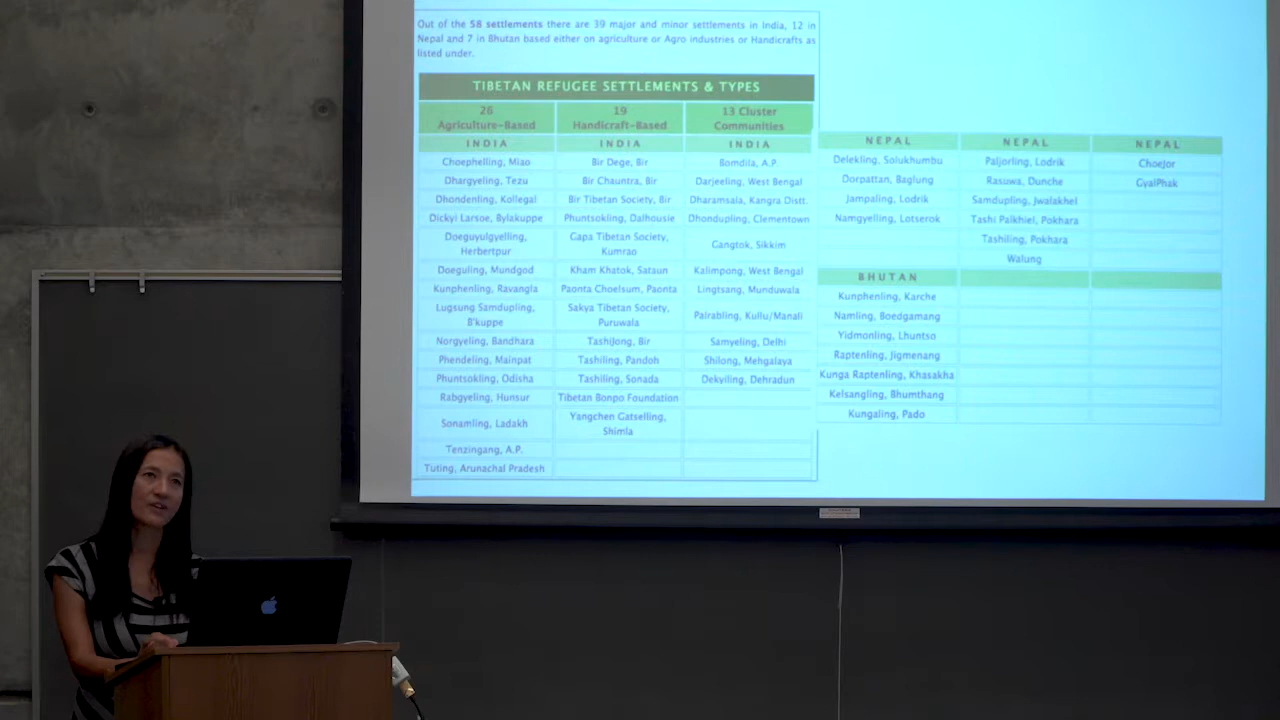 Out of the 58 settlements there are 39 major and minor settlements in India, 12 in
Nepal and 7 in Bhutan based either on agriculture or Agro industries or Handicrafts as
listed under.
TIBETAN REFUGEE SETTLEMENTS & TYPES
26 Agriculture-Based
19 Handicraft-Based
13 Cluster Communities
INDIA INDIA INDIA
Choephelling, Miao
Bir Dege, Bir
Bomdila, A.P
Dhargyeling, Tezu
Bir Chauntra, Bir
Darjeeling, West Bengal
Dhondenling, Kollegal
Bir Tibetan Society, Bir
Dharamsala, Kangra Distt.
Dickyi Larsoe, Bylakuppe
Phuntsokling, Dalhousie
Dhondupling, Clementown
Doeguyulgyelling, Herbertpur
Gapa Tibetan Society, Kumrao
Gangtok, Sikkim
Doeguling, Mundgod
Kham Khatok, Sataun
Kalimpong, West Bengal
Kunphenling, Ravangla
Paonta Choelsum, Paonta
Lingtsang, Munduwala
Lugsung Samdupling, B'kuppe
Sakya Tibetan Society, Puruwala
Palrabling, Kullu/Manali
Norgyeling, Bandhara
Tashijong, Bir
Samyeling, Delhi
Phendeling, Mainpat
Tashiling, Pandoh
Shilong, Mehgalaya
Phuntsokling, Odisha
Tashiling, Sonada
Dekyiling, Dehradun
Rabgyeling, Hunsur
Tibetan Bonpo Foundation
Sonamling, Ladakh
Yangchen Gatselling, Shimla
Tenzingang, A.P.
Tuting, Arunachal Pradesh
NEPAL NEPAL NEPAL
Delekling, Solukhumbu
Paljorling, Lodrik
Choejor
Dorpattan, Baglung
Rasuwa, Dunche
GyalPhak
Jampaling, Lodrik
Samdupling, Jwalakhel
Namgyelling, Lotserok
Tashi Palkhiel, Pokhara
Tashiling, Pokhara
Walung
BHUTAN
Kunphenling, Karche
Namling, Boedgamang
Yidmonling, Lhuntso
Raptenling, Jigmenang
Kunga Raptenling, Khasakha
Kelsangling, Bhumthang
Kungaling, Pado